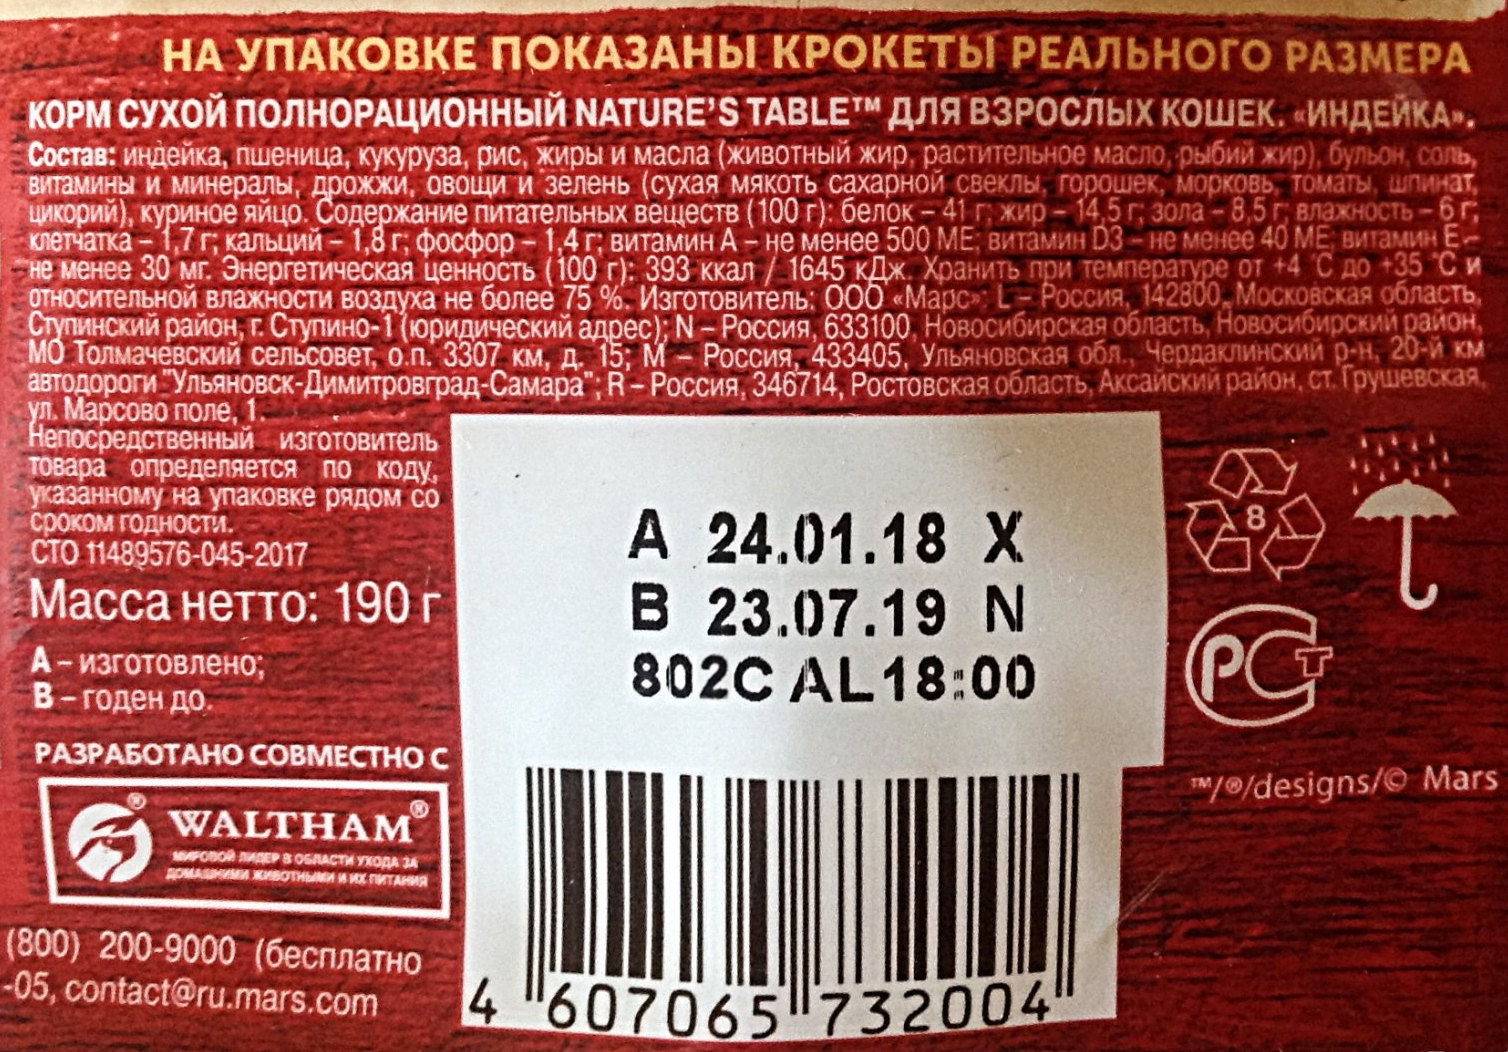 НА УПАКОВКЕ ПОКАЗАНЫ КРОКЕТЫ РЕАЛЬНОГО РАЗМЕРА
КОРМ СУХОЙ ПОЛНОРАЦИОННЫЙ NATURE'S TABLE™ ДЛЯ ВЗРОСЛЫХ КОШЕК. «ИНДЕЙКА».
Состав: индейка, пшеница, кукуруза, рис, жиры и масла (животный жир, растительное масло, рыбий жир), бульон, соль,
витамины и минералы, дрожжи, овощи и зелень (сухая мякоть сахарной свеклы, горошек, морковь, томаты, шпинат,
цикорий), куриное яйцо. Содержание питательных веществ (100 г): белок – 41 г; жир – 14,5 г; зола – 8,5 г; влажность – 6 г;
клетчатка – 1,7 г; кальций – 1,8 г; фосфор – 1,4 г; витамин А – не менее 500 МЕ; витамин D3 – не менее 40 МЕ; витамин Е –
не менее 30 мг. Энергетическая ценность (100 г): 393 ккал / 1645 кДж. Хранить при температуре от +4 °C до +35 °C и
относительной влажности воздуха не более 75 %. Изготовитель: ООО «Марс»: L – Россия, 142800, Московская область,
Ступинский район, г. Ступино-1 (юридический адрес); N – Россия, 633100, Новосибирская область, Новосибирский район,
МО Толмачевский сельсовет, о.п. 3307 км, д. 15; М – Россия, 433405, Ульяновская обл., Чердаклинский р-н, 20-й км
автодороги "Ульяновск-Димитровград-Самара"; R – Россия, 346714, Ростовская область, Аксайский район, ст. Грушевская,
ул. Марсово поле, 1.
Непосредственный изготовитель
товара определяется по коду,
указанному на упаковке рядом со
сроком годности.
СТО 11489576-045-2017
Масса нетто: 190 г
А – изготовлено;
В – годен до.
A 24.01.18 X
B 23.07.19 N
802C AL18:00
8
РСТ
РАЗРАБОТАНО СОВМЕСТНО С
WALTHAM®
МИРОВОЙ ЛИДЕР В ОБЛАСТИ УХОДА ЗА
ДОМАШНИМИ ЖИВОТНЫМИ И ИХ ПИТАНИЯ
™/®/designs/© Mars
(800) 200-9000 (бесплатно
-05, contact@ru.mars.com
4 607065 732004